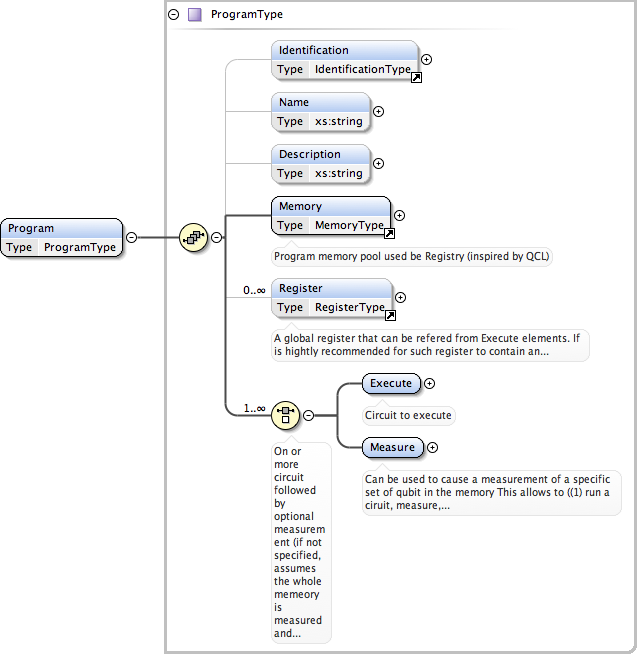 ProgramType
Identification
Type IdentificationType
Name
Type xs:string
Description
Type xs:string
Memory
Type MemoryType
Program memory pool used be Registry (inspired by QCL)
Program
Type ProgramType
0..∞
Register
Type RegisterType
A global register that can be refered from Execute elements. If
is hightly recommended for such register to contain an...
1..∞
Execute
Circuit to execute
Measure
Can be used to cause a measurement of a specific
set of qubit in the memory This allows to ((1) run a
ciruit, measure,...
On or
more
circuit
followed
by
optional
measurem
ent (if not
specified,
assumes
the whole
memeory
is
measured
and...